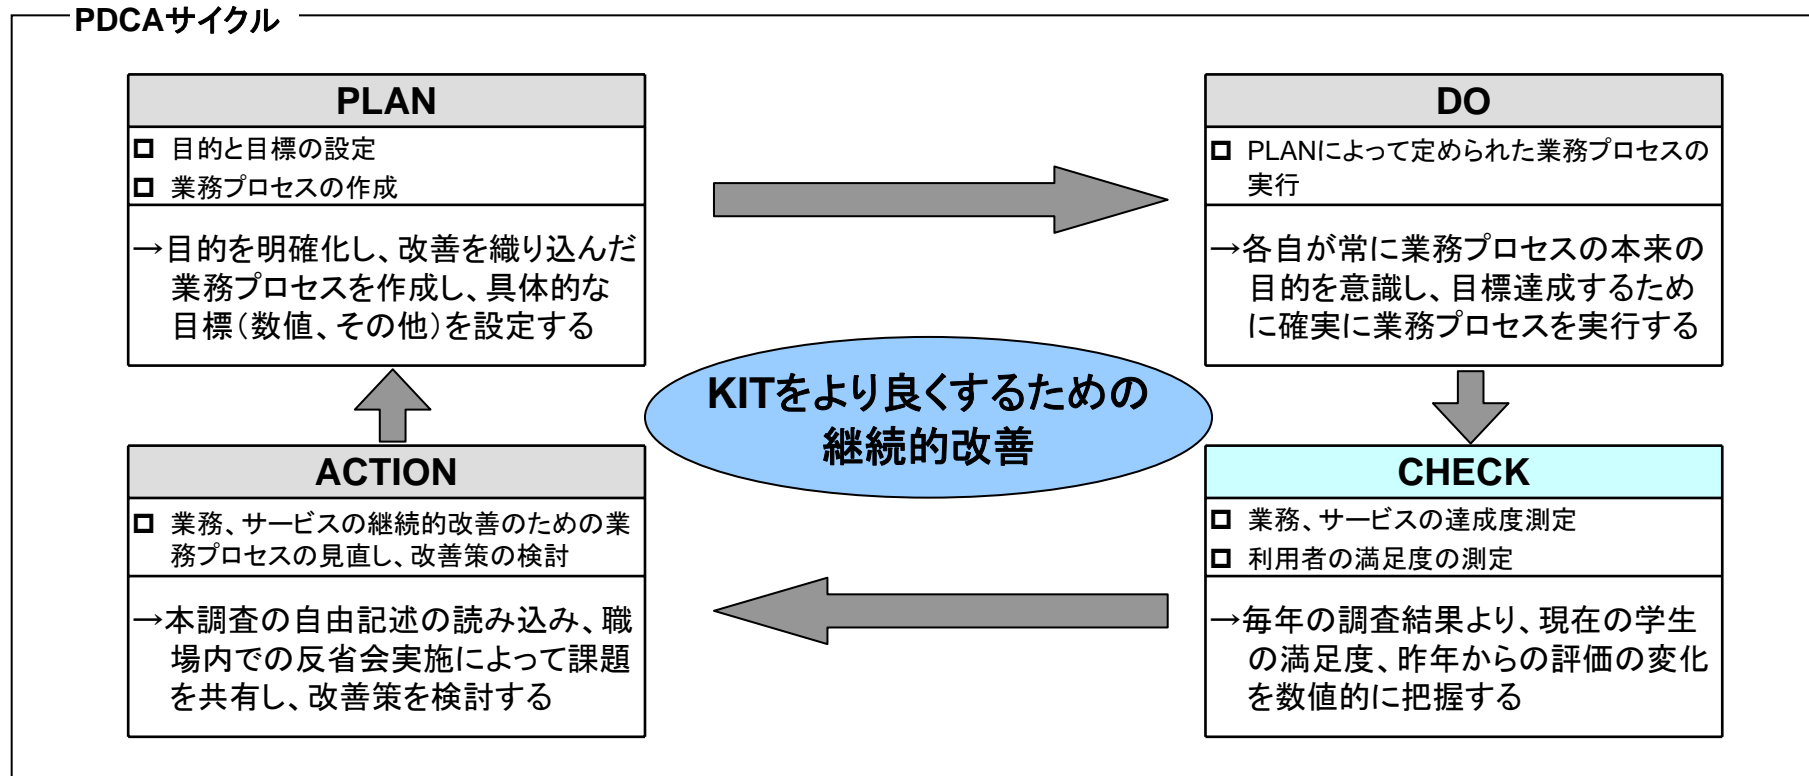 PDCAサイクル
PLAN
目的と目標の設定
業務プロセスの作成
→目的を明確化し、改善を織り込んだ
業務プロセスを作成し、具体的な
目標(数値、その他)を設定する
DO
PLANによって定められた業務プロセスの
実行
→各自が常に業務プロセスの本来の
目的を意識し、目標達成するため
に確実に業務プロセスを実行する
KITをより良くするための
継続的改善
ACTION
業務、サービスの継続的改善のための業
務プロセスの見直し、改善策の検討
→本調査の自由記述の読み込み、職
場内での反省会実施によって課題
を共有し、改善策を検討する
CHECK
業務、サービスの達成度測定
利用者の満足度の測定
→毎年の調査結果より、現在の学生
の満足度、昨年からの評価の変化
を数値的に把握する